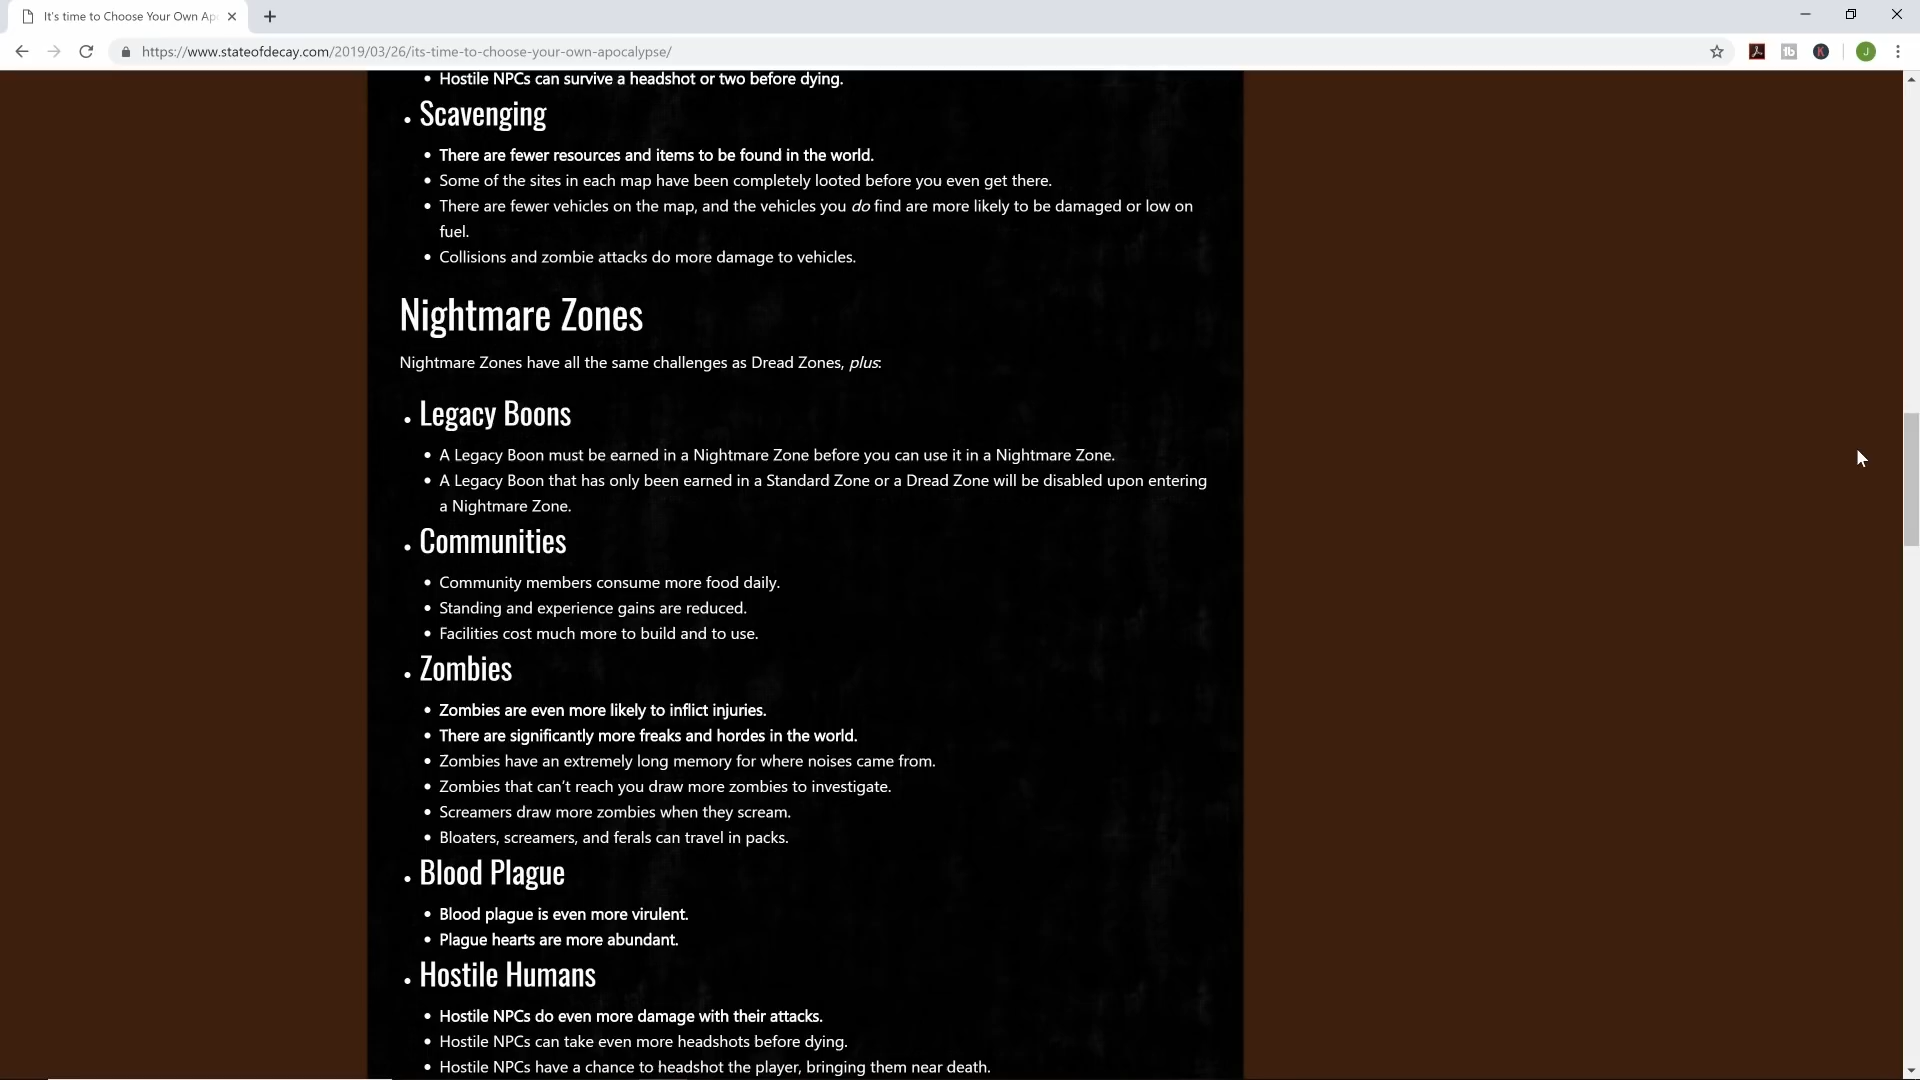 It's time to Choose Your Own Ap
https://www.stateofdecay.com/2019/03/26/its-time-to-choose-your-own-apocalypse/
J
• Hostile NPCs can survive a headshot or two before dying.
• Scavenging
• There are fewer resources and items to be found in the world.
• Some of the sites in each map have been completely looted before you even get there.
• There are fewer vehicles on the map, and the vehicles you do find are more likely to be damaged or low on
fuel.
• Collisions and zombie attacks do more damage to vehicles.
Nightmare Zones
Nightmare Zones have all the same challenges as Dread Zones, plus:
• Legacy Boons
• A Legacy Boon must be earned in a Nightmare Zone before you can use it in a Nightmare Zone.
• A Legacy Boon that has only been earned in a Standard Zone or a Dread Zone will be disabled upon entering
a Nightmare Zone.
• Communities
• Community members consume more food daily.
• Standing and experience gains are reduced.
• Facilities cost much more to build and to use.
• Zombies
• Zombies are even more likely to inflict injuries.
• There are significantly more freaks and hordes in the world.
• Zombies have an extremely long memory for where noises came from.
• Zombies that can’t reach you draw more zombies to investigate.
• Screamers draw more zombies when they scream.
• Bloaters, screamers, and ferals can travel in packs.
• Blood Plague
• Blood plague is even more virulent.
• Plague hearts are more abundant.
• Hostile Humans
• Hostile NPCs do even more damage with their attacks.
• Hostile NPCs can take even more headshots before dying.
• Hostile NPCs have a chance to headshot the player, bringing them near death.